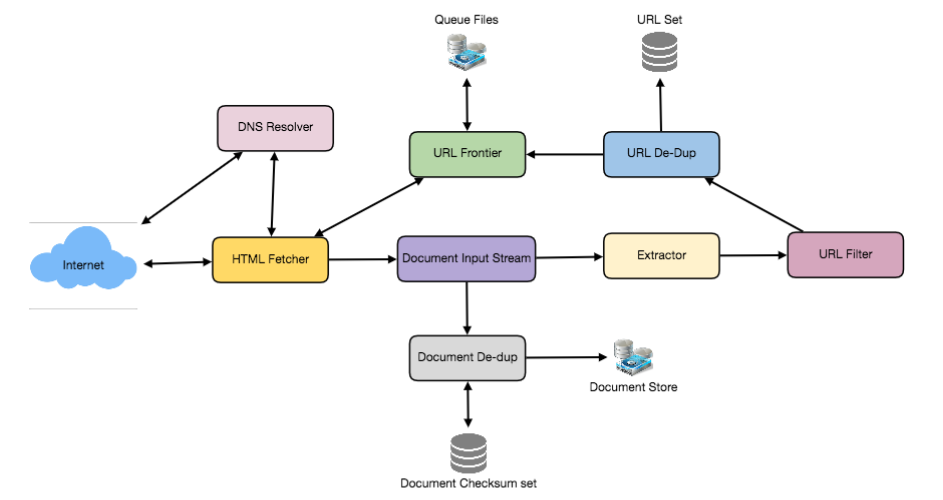 Queue Files
URL Set
DNS Resolver
URL Frontier
URL De-Dup
Internet
HTML Fetcher
Document Input Stream
Extractor
URL Filter
Document De-dup
Document Store
Document Checksum set